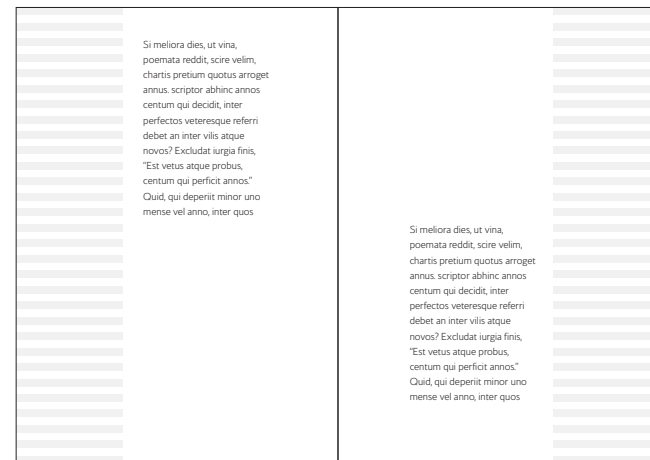 Si meliora dies, ut vina,
poemata reddit, scire velim,
chartis pretium quotus arroget
annus. scriptor abhinc annos
centum qui decidit, inter
perfectos veteresque referri
debet an inter vilis atque
novos? Excludat iurgia finis,
"Est vetus atque probus,
centum qui perficit annos."
Quid, qui deperiit minor uno
mense vel anno, inter quos
Si meliora dies, ut vina,
poemata reddit, scire velim,
chartis pretium quotus arroget
annus. scriptor abhinc annos
centum qui decidit, inter
perfectos veteresque referri
debet an inter vilis atque
novos? Excludat iurgia finis,
"Est vetus atque probus,
centum qui perficit annos."
Quid, qui deperiit minor uno
mense vel anno, inter quos